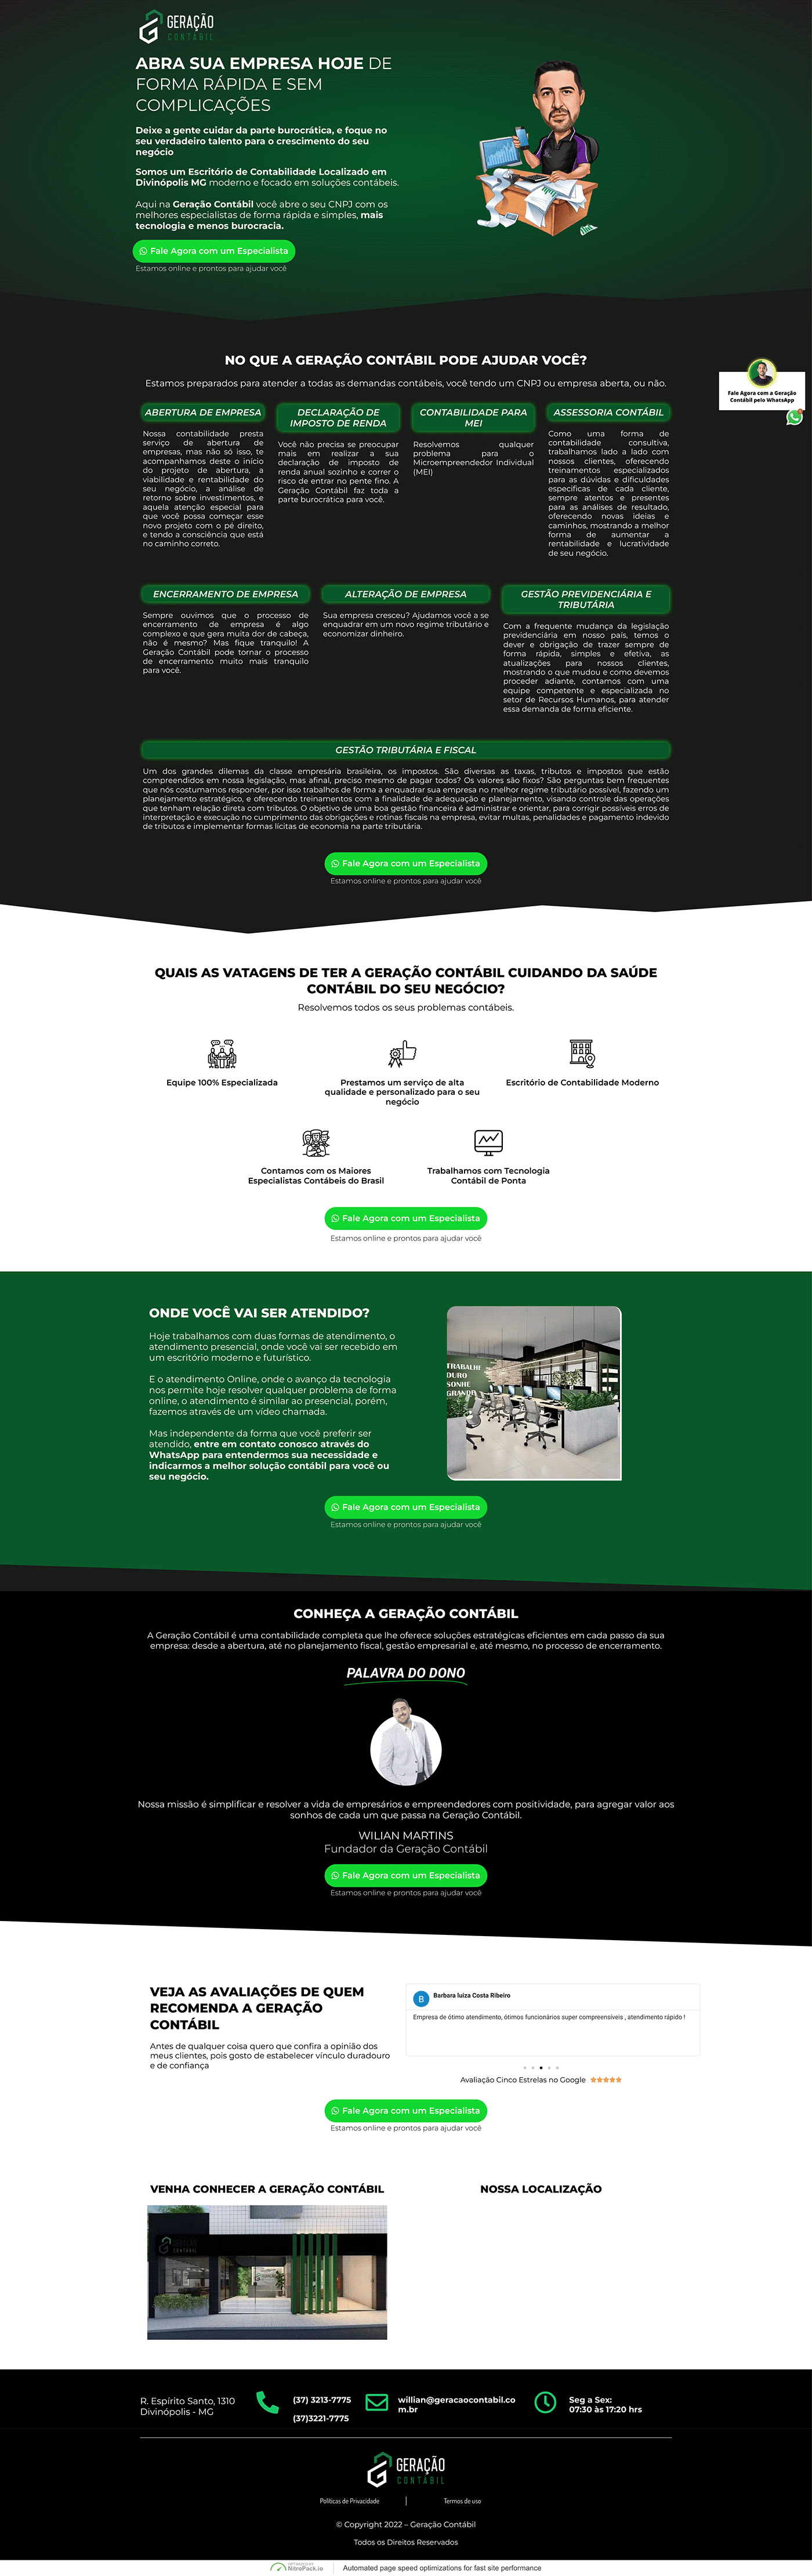 GERAÇÃO
CONTÁBIL
ABRA SUA EMPRESA HOJE DE
FORMA RÁPIDA E SEM
COMPLICAÇÕES
Deixe a gente cuidar da parte burocrática, e foque no
seu verdadeiro talento para o crescimento do seu
negócio
Somos um Escritório de Contabilidade Localizado em
Divinópolis MG moderno e focado em soluções contábeis.
Aqui na Geração Contábil você abre o seu CNPJ com os
melhores especialistas de forma rápida e simples, mais
tecnologia e menos burocracia.
Fale Agora com um Especialista
Estamos online e prontos para ajudar você
NO QUE A GERAÇÃO CONTÁBIL PODE AJUDAR VOCÊ?
Estamos preparados para atender a todas as demandas contábeis, você tendo um CNPJ ou empresa aberta, ou não.
Fale Agora com a Geração
Contábil pelo WhatsApp
ABERTURA DE EMPRESA
Nossa contabilidade presta
serviço de abertura de
empresas, mas não só isso, te
acompanhamos deste o início
do projeto de abertura, a
viabilidade e rentabilidade do
seu negócio, a análise de
retorno sobre investimentos, e
aquela atenção especial para
que você possa começar esse
novo projeto com o pé direito,
e tendo a consciência que está
no caminho correto.
DECLARAÇÃO DE
IMPOSTO DE RENDA
Você não precisa se preocupar
mais em realizar a sua
declaração de imposto de
renda anual sozinho e correr o
risco de entrar no pente fino. A
Geração Contábil faz toda a
parte burocrática para você.
CONTABILIDADE PARA
MEI
Resolvemos qualquer
problema para o
Microempreendedor Individual
(MEI)
ASSESSORIA CONTÁBIL
Como uma forma de
contabilidade consultiva,
trabalhamos lado a lado com
nossos clientes, oferecendo
treinamentos especializados
para as dúvidas e dificuldades
especificas de cada cliente,
sempre atentos e presentes
para as análises de resultado,
oferecendo novas ideias e
caminhos, mostrando a melhor
forma de aumentar a
rentabilidade e lucratividade
de seu negócio.
ENCERRAMENTO DE EMPRESA
Sempre ouvimos que o processo de
encerramento de empresa é algo
complexo e que gera muita dor de cabeça,
não é mesmo? Mas fique tranquilo! A
Geração Contábil pode tornar o processo
de encerramento muito mais tranquilo
para você.
ALTERAÇÃO DE EMPRESA
Sua empresa cresceu? Ajudamos você a se
enquadrar em um novo regime tributário e
economizar dinheiro.
GESTÃO PREVIDENCIÁRIA E
TRIBUTÁRIA
Com a frequente mudança da legislação
previdenciária em nosso país, temos o
dever e obrigação de trazer sempre de
forma rápida, simples e efetiva, as
atualizações para nossos clientes,
mostrando o que mudou e como devemos
proceder adiante, contamos com uma
equipe competente e especializada no
setor de Recursos Humanos, para atender
essa demanda de forma eficiente.
GESTÃO TRIBUTÁRIA E FISCAL
Um dos grandes dilemas da classe empresária brasileira, os impostos. São diversas as taxas, tributos e impostos que estão
compreendidos em nossa legislação, mas afinal, preciso mesmo de pagar todos? Os valores são fixos? São perguntas bem frequentes
que nós costumamos responder, por isso trabalhos de forma a enquadrar sua empresa no melhor regime tributário possível, fazendo um
planejamento estratégico, e oferecendo treinamentos com a finalidade de adequação e planejamento, visando controle das operações
que tenham relação direta com tributos. O objetivo de uma boa gestão financeira é administrar e orientar, para corrigir possíveis erros de
interpretação e execução no cumprimento das obrigações e rotinas fiscais na empresa, evitar multas, penalidades e pagamento indevido
de tributos e implementar formas lícitas de economia na parte tributária.
Fale Agora com um Especialista
Estamos online e prontos para ajudar você
QUAIS AS VATAGENS DE TER A GERAÇÃO CONTÁBIL CUIDANDO DA SAÚDE
CONTÁBIL DO SEU NEGÓCIO?
Resolvemos todos os seus problemas contábeis.
Equipe 100% Especializada
Prestamos um serviço de alta
qualidade e personalizado para o seu
negócio
Escritório de Contabilidade Moderno
Contamos com os Maiores
Especialistas Contábeis do Brasil
Trabalhamos com Tecnologia
Contábil de Ponta
Fale Agora com um Especialista
Estamos online e prontos para ajudar você
ONDE VOCÊ VAI SER ATENDIDO?
Hoje trabalhamos com duas formas de atendimento, o
atendimento presencial, onde você vai ser recebido em
um escritório moderno e futurístico.
E o atendimento Online, onde o avanço da tecnologia
nos permite hoje resolver qualquer problema de forma
online, o atendimento é similar ao presencial, porém,
fazemos através de um vídeo chamada.
Mas independente da forma que você preferir ser
atendido, entre em contato conosco através do
WhatsApp para entendermos sua necessidade e
indicarmos a melhor solução contábil para você ou
seu negócio.
TRABALHE
DURO
SONHE
GRANDE
Fale Agora com um Especialista
Estamos online e prontos para ajudar você
CONHEÇA A GERAÇÃO CONTÁBIL
A Geração Contábil é uma contabilidade completa que lhe oferece soluções estratégicas eficientes em cada passo da sua
empresa: desde a abertura, até no planejamento fiscal, gestão empresarial e, até mesmo, no processo de encerramento.
PALAVRA DO DONO
Nossa missão é simplificar e resolver a vida de empresários e empreendedores com positividade, para agregar valor aos
sonhos de cada um que passa na Geração Contábil.
WILIAN MARTINS
Fundador da Geração Contábil
Fale Agora com um Especialista
Estamos online e prontos para ajudar você
VEJA AS AVALIAÇÕES DE QUEM
RECOMENDA A GERAÇÃO
CONTÁBIL
Antes de qualquer coisa quero que confira a opinião dos
meus clientes, pois gosto de estabelecer vínculo duradouro
e de confiança
B
Barbara luiza Costa Ribeiro
Empresa de ótimo atendimento, ótimos funcionários super compreensíveis , atendimento rápido !
Avaliação Cinco Estrelas no Google
Fale Agora com um Especialista
Estamos online e prontos para ajudar você
VENHA CONHECER A GERAÇÃO CONTÁBIL
NOSSA LOCALIZAÇÃO
R. Espírito Santo, 1310
Divinópolis - MG
(37) 3213-7775
(37)3221-7775
willian@geracaocontabil.co
m.br
Seg a Sex:
07:30 às 17:20 hrs
GERAÇÃO
CONTÁBIL
Políticas de Privacidade
Termos de uso
© Copyright 2022 – Geração Contábil
Todos os Direitos Reservados
OPTIMIZED BY
NitroPack.io
Automated page speed optimizations for fast site performance